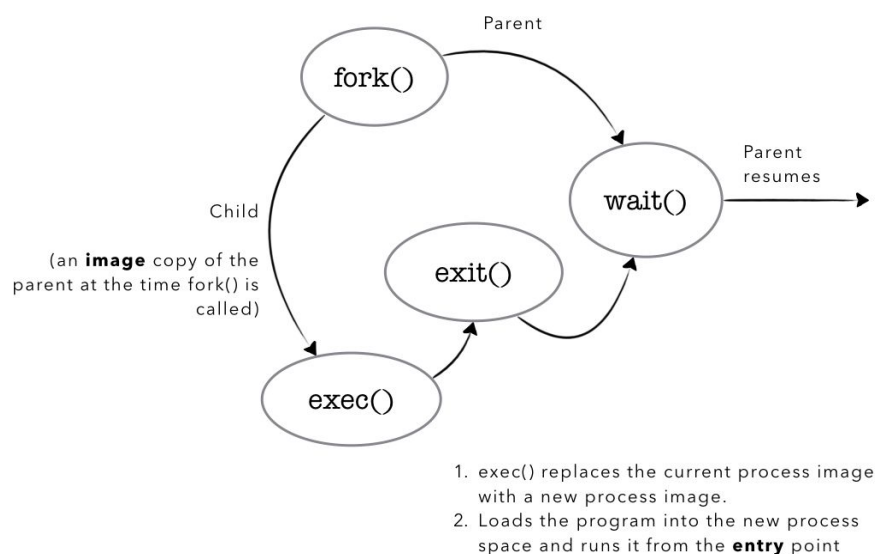 Parent
fork()
Parent
resumes
wait()
Child
(an image copy of the
parent at the time fork() is
called)
exit()
exec()
1. exec() replaces the current process image
with a new process image.
2. Loads the program into the new process
space and runs it from the entry point